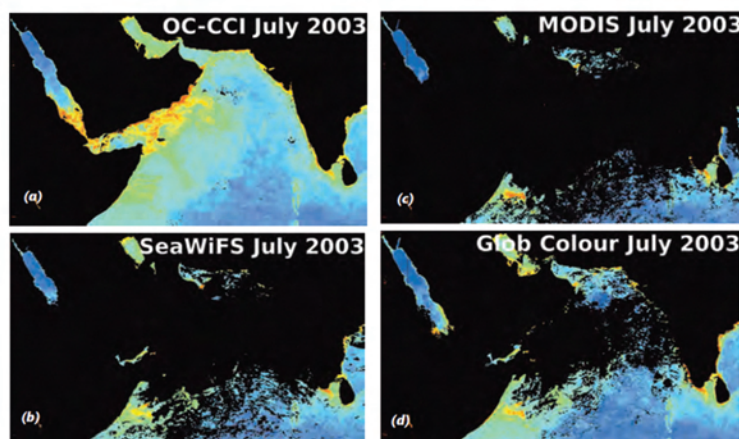 OC-CCI July 2003
(a)
MODIS July 2003
(c)
SeaWiFS July 2003
(b)
Glob Colour July 2003
(d)